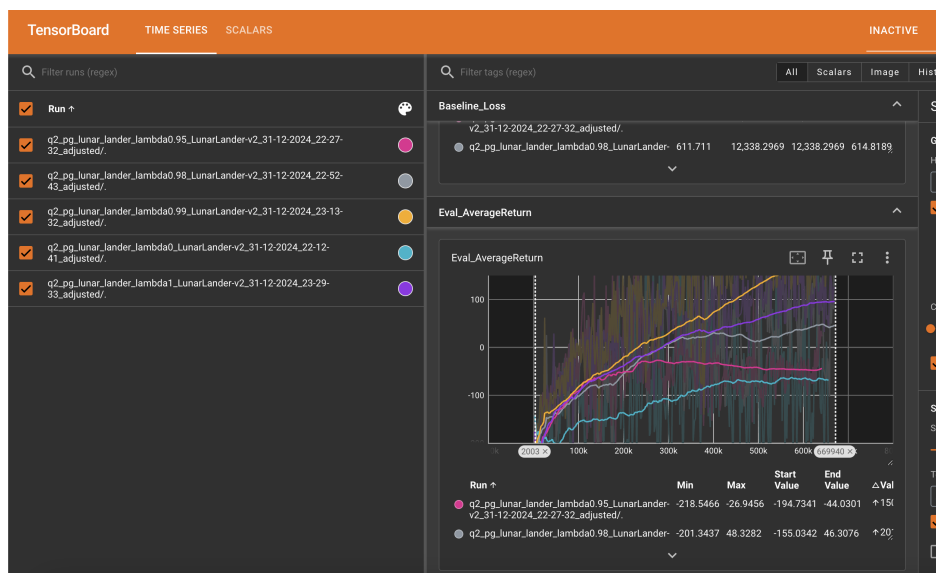 TensorBoard
TIME SERIES
SCALARS
INACTIVE
Filter runs (regex)
Run ↑
q2_pg_lunar_lander_lambda0.95_LunarLander-v2_31-12-2024_22-27-
32_adjusted/.
q2_pg_lunar_lander_lambda0.98_LunarLander-v2_31-12-2024_22-52-
43_adjusted/.
q2_pg_lunar_lander_lambda0.99_LunarLander-v2_31-12-2024_23-13-
32_adjusted/.
q2_pg_lunar_lander_lambda0_LunarLander-v2_31-12-2024_22-12-
41_adjusted/.
q2_pg_lunar_lander_lambda1_LunarLander-v2_31-12-2024_23-29-
33_adjusted/.
Filter tags (regex)
All
Scalars
Image
Hist
Baseline_Loss
v2_31-12-2024_22-27-32_adjusted/.
q2_pg_lunar_lander_lambda0.98_LunarLander- 611.711 12,338.2969 12,338.2969 614.8189
Eval_AverageReturn
Eval_AverageReturn
100
0
-100
2003 ×
100k
200k
300k
400k
500k
600k
669940 ×
Run ↑ Min Max Start Value End Value △Val
q2_pg_lunar_lander_lambda0.95_LunarLander- -218.5466 -26.9456 -194.7341 -44.0301 ↑150
v2_31-12-2024_22-27-32_adjusted/.
q2_pg_lunar_lander_lambda0.98_LunarLander- -201.3437 48.3282 -155.0342 46.3076 ↑20